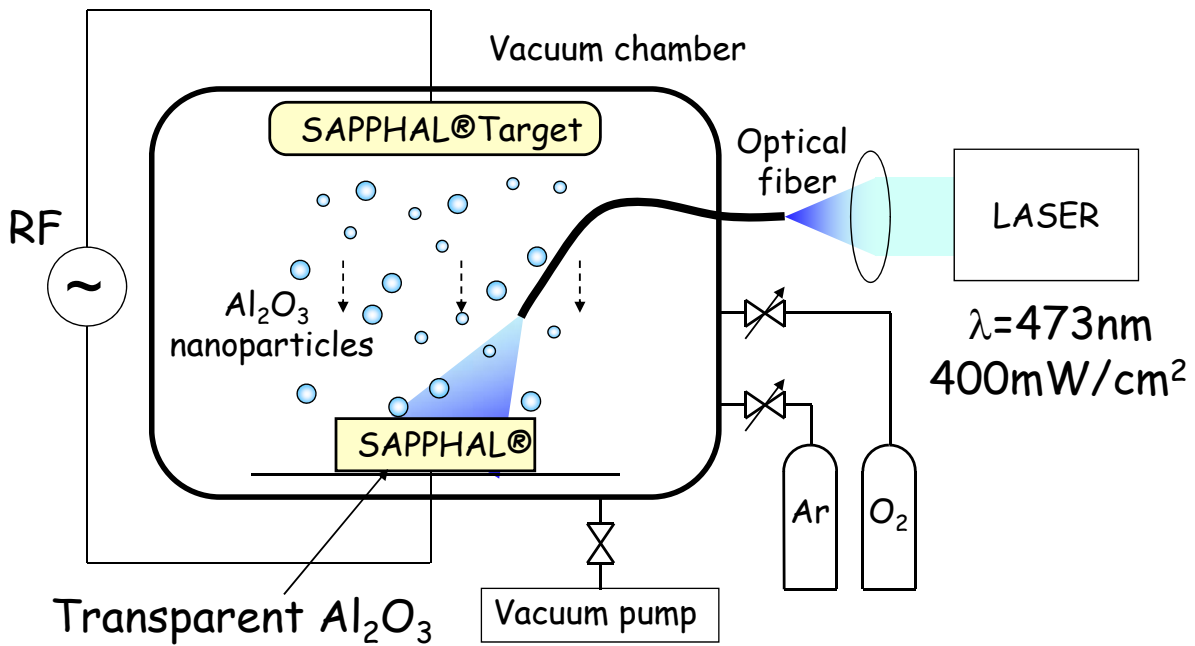 Vacuum chamber
SAPPHAL®Target
Optical
fiber
LASER
RF
~
Al₂O₃
nanoparticles
λ=473nm
400mW/cm²
SAPPHAL®
Ar
O₂
Transparent Al₂O₃
Vacuum pump